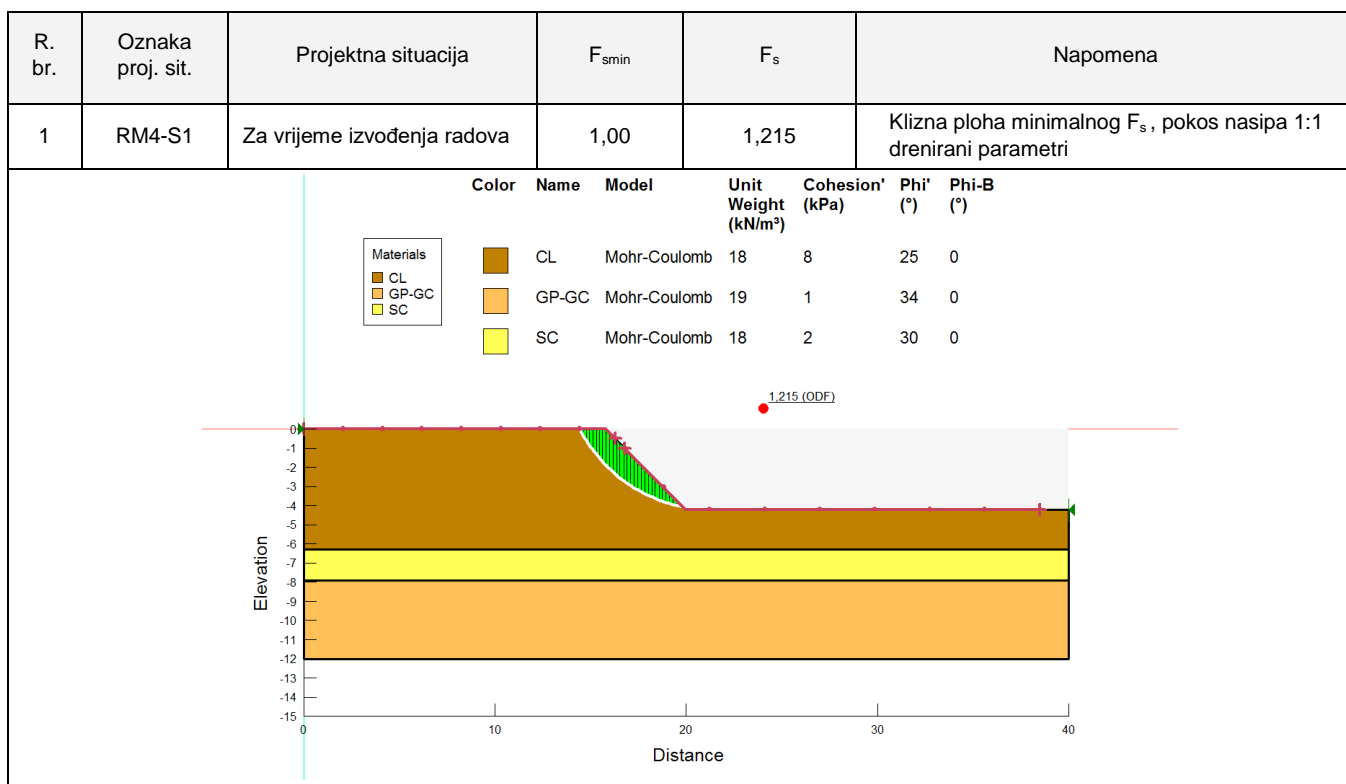 R. br.
Oznaka proj. sit.
Projektna situacija
Fsmin
Fs
Napomena
1
RM4-S1
Za vrijeme izvođenja radova
1,00
1,215
Klizna ploha minimalnog Fs , pokos nasipa 1:1
drenirani parametri
Color Name Model Unit Weight (kN/m³) Cohesion' (kPa) Phi' (°) Phi-B (°)
Materials
CL
GP-GC
SC
CL Mohr-Coulomb 18 8 25 0
GP-GC Mohr-Coulomb 19 1 34 0
SC Mohr-Coulomb 18 2 30 0
1,215 (ODF)
Elevation
0
-1
-2
-3
-4
-5
-6
-7
-8
-9
-10
-11
-12
-13
-14
-15
0 10 20 30 40
Distance